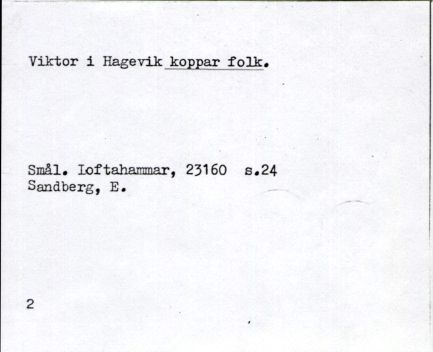 Viktor i Hagevik koppar folk.
Smål. Loftahammar, 23160 s.24
Sandberg, E.
2